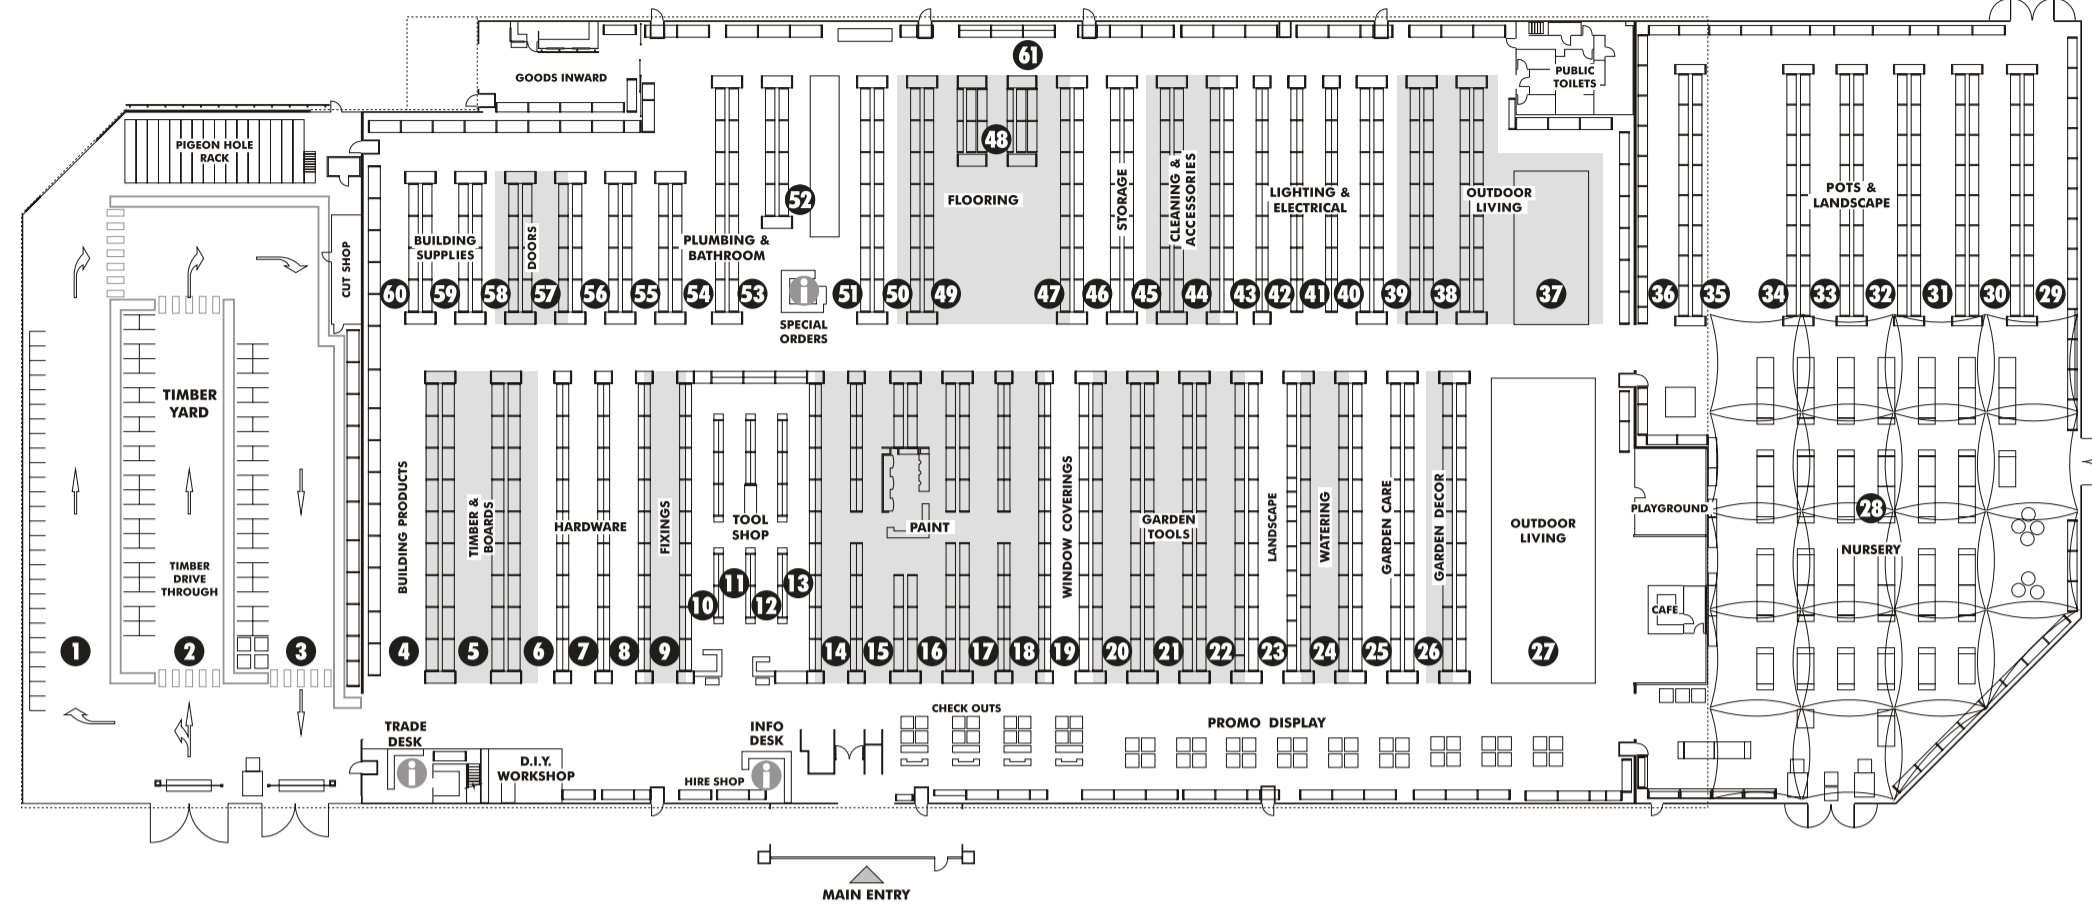 GOODS INWARD
61
PUBLIC
TOILETS
PIGEON HOLE
RACK
48
52
FLOORING
STORAGE
CLEANING &
ACCESSORIES
LIGHTING &
ELECTRICAL
OUTDOOR
LIVING
POTS &
LANDSCAPE
CUT SHOP
BUILDING
SUPPLIES
DOORS
PLUMBING &
BATHROOM
60 59 58 57 56 55 54 53 51 50 49 47 46 45 44 43 42 41 40 39 38 37 36 35 34 33 32 31 30 29
SPECIAL
ORDERS
i
TIMBER
YARD
TIMBER
DRIVE
THROUGH
BUILDING PRODUCTS
TIMBER &
BOARDS
HARDWARE
FIXINGS
TOOL
SHOP
PAINT
WINDOW COVERINGS
GARDEN
TOOLS
LANDSCAPE
WATERING
GARDEN CARE
GARDEN DECOR
OUTDOOR
LIVING
PLAYGROUND
28
NURSERY
CAFE
10 11 12 13
1 2 3 4 5 6 7 8 9 14 15 16 17 18 19 20 21 22 23 24 25 26 27
TRADE
DESK
i
D.I.Y.
WORKSHOP
HIRE SHOP
INFO
DESK
i
CHECK OUTS
PROMO DISPLAY
MAIN ENTRY